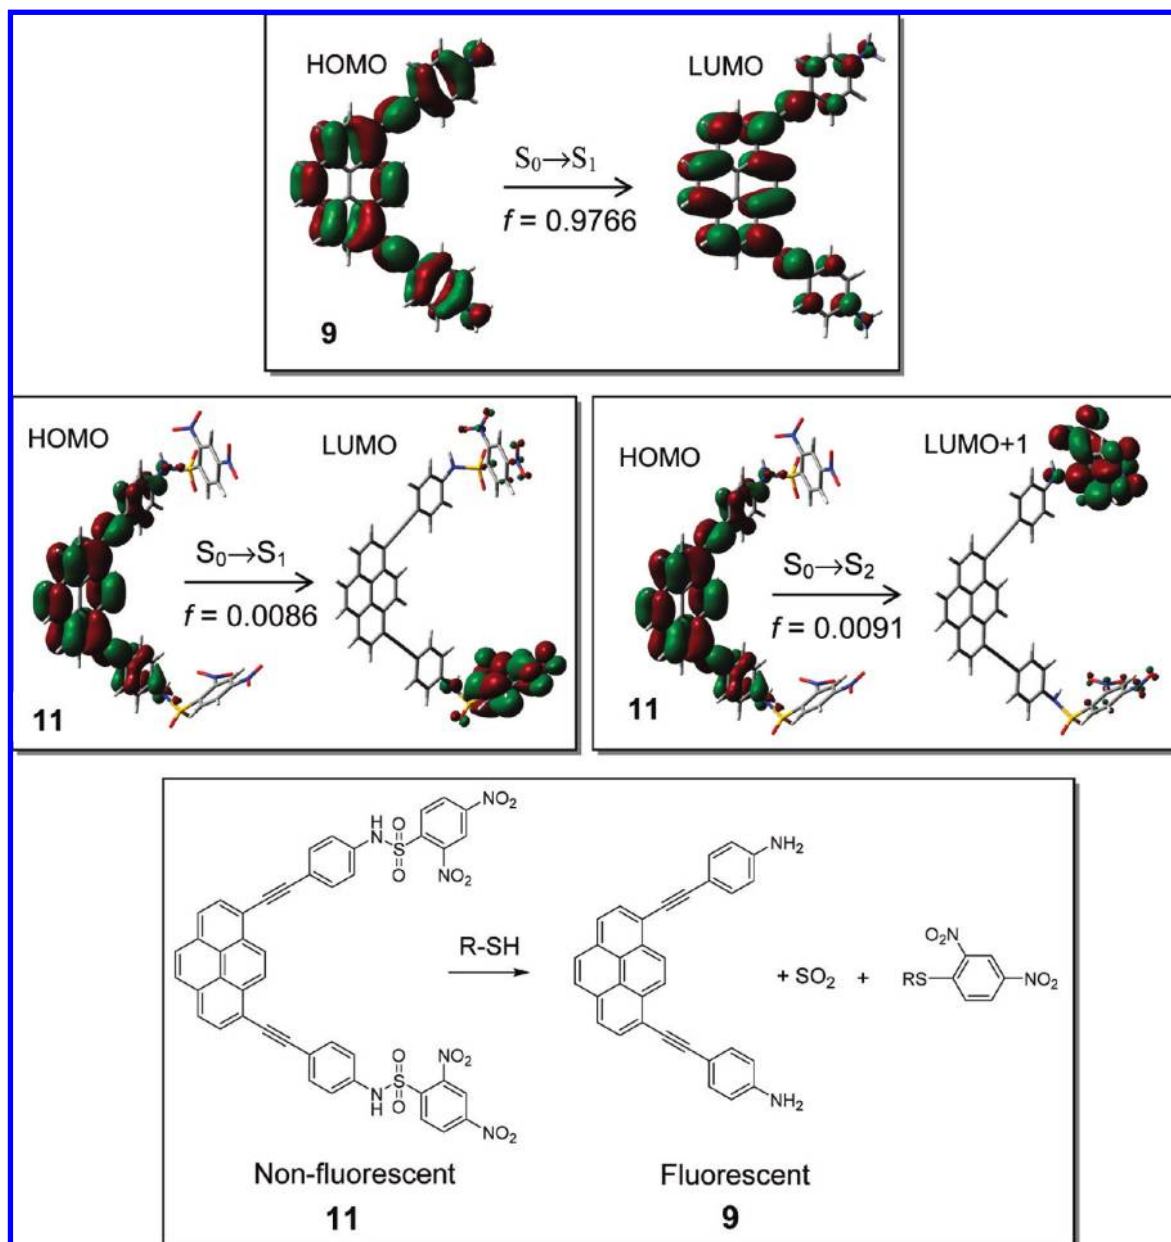 HOMO
LUMO
S₀→S₁
f = 0.9766
9
HOMO
LUMO
S₀→S₁
f = 0.0086
11
HOMO
LUMO+1
S₀→S₂
f = 0.0091
11
NO₂
H
N
O
S
O
NO₂
R-SH
NH₂
+ SO₂ +
O₂N
RS
NO₂
O
NO₂
N
H
S
O
NO₂
NH₂
Non-fluorescent
Fluorescent
11
9